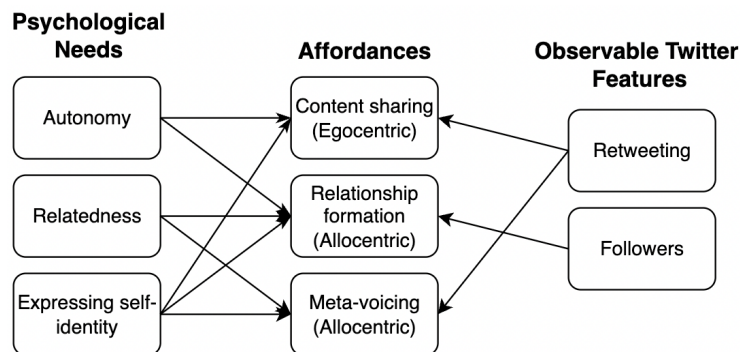 Psychological
Needs
Affordances
Observable Twitter
Features
Autonomy
Content sharing
(Egocentric)
Retweeting
Relatedness
Relationship
formation
(Allocentric)
Followers
Expressing self-
identity
Meta-voicing
(Allocentric)